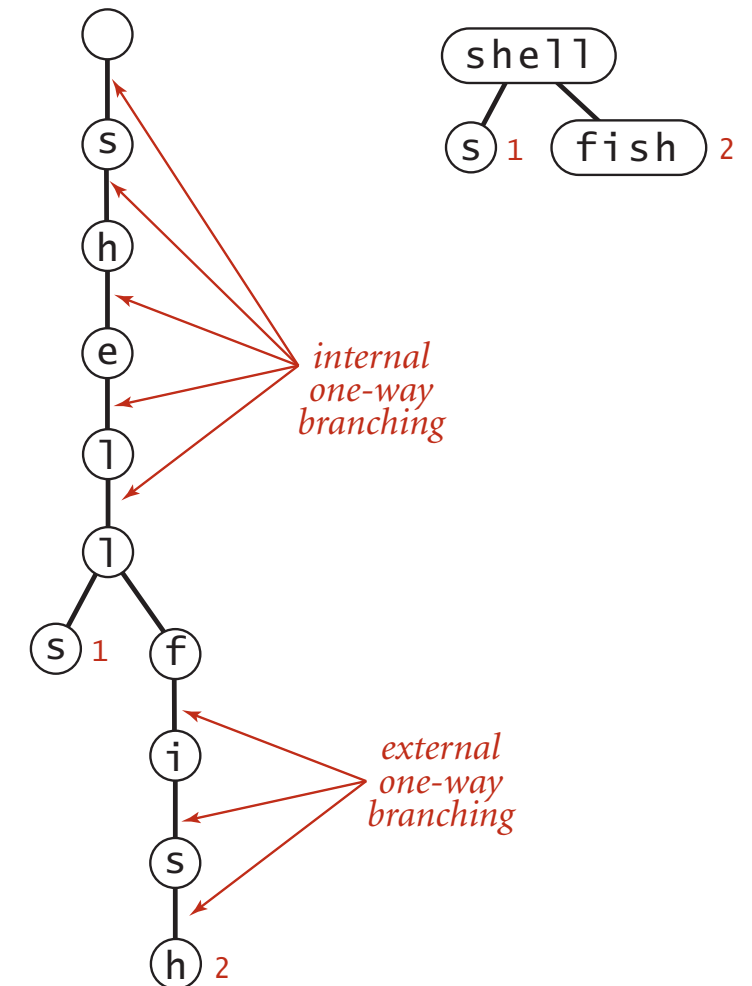 shell
s 1 fish 2
s
h
e
l
l
s 1
f
i
s
h 2
internal
one-way
branching
external
one-way
branching